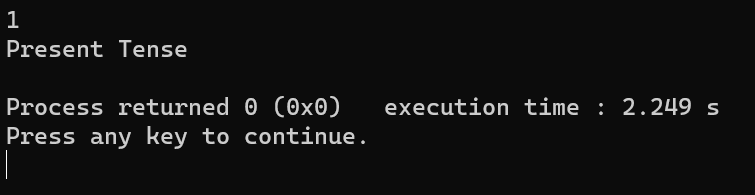 1
Present Tense
Process returned 0 (0x0)   execution time : 2.249 s
Press any key to continue.